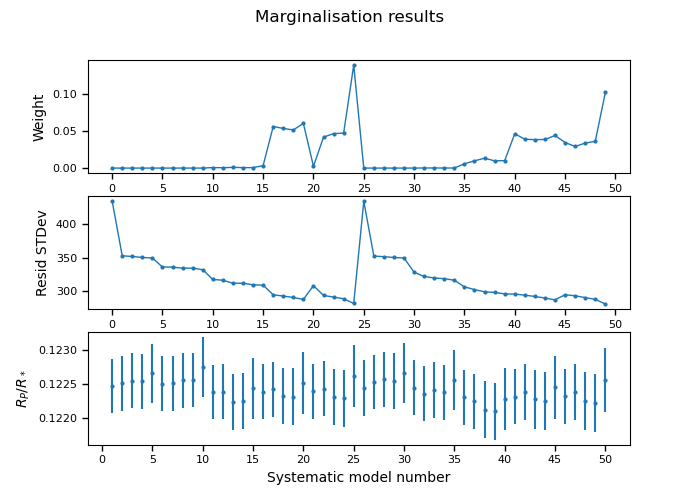 Marginalisation results
Weight
0.10
0.05
0.00
0 5 10 15 20 25 30 35 40 45 50
Resid STDev
400
350
300
0 5 10 15 20 25 30 35 40 45 50
R_P/R_*
0.1230
0.1225
0.1220
0 5 10 15 20 25 30 35 40 45 50
Systematic model number